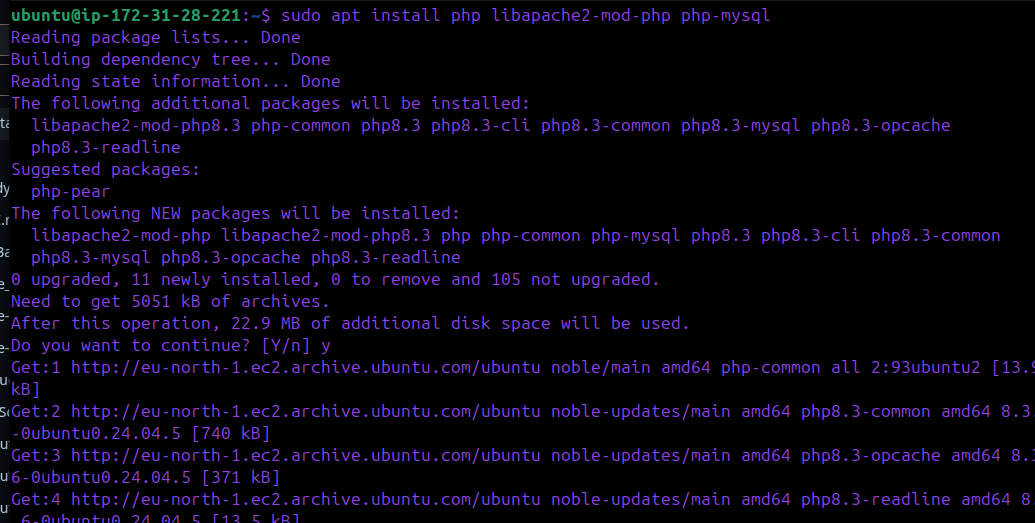 ubuntu@ip-172-31-28-221:~$ sudo apt install php libapache2-mod-php php-mysql
Reading package lists... Done
Building dependency tree... Done
Reading state information... Done
The following additional packages will be installed:
  libapache2-mod-php8.3 php-common php8.3 php8.3-cli php8.3-common php8.3-mysql php8.3-opcache
  php8.3-readline
Suggested packages:
  php-pear
The following NEW packages will be installed:
  libapache2-mod-php libapache2-mod-php8.3 php php-common php-mysql php8.3 php8.3-cli php8.3-common
  php8.3-mysql php8.3-opcache php8.3-readline
0 upgraded, 11 newly installed, 0 to remove and 105 not upgraded.
Need to get 5051 kB of archives.
After this operation, 22.9 MB of additional disk space will be used.
Do you want to continue? [Y/n] y
Get:1 http://eu-north-1.ec2.archive.ubuntu.com/ubuntu noble/main amd64 php-common all 2:93ubuntu2 [13.9
kB]
Get:2 http://eu-north-1.ec2.archive.ubuntu.com/ubuntu noble-updates/main amd64 php8.3-common amd64 8.3
-0ubuntu0.24.04.5 [740 kB]
Get:3 http://eu-north-1.ec2.archive.ubuntu.com/ubuntu noble-updates/main amd64 php8.3-opcache amd64 8.3
6-0ubuntu0.24.04.5 [371 kB]
Get:4 http://eu-north-1.ec2.archive.ubuntu.com/ubuntu noble-updates/main amd64 php8.3-readline amd64 8
.6-0ubuntu0.24.04.5 [13.5 kB]